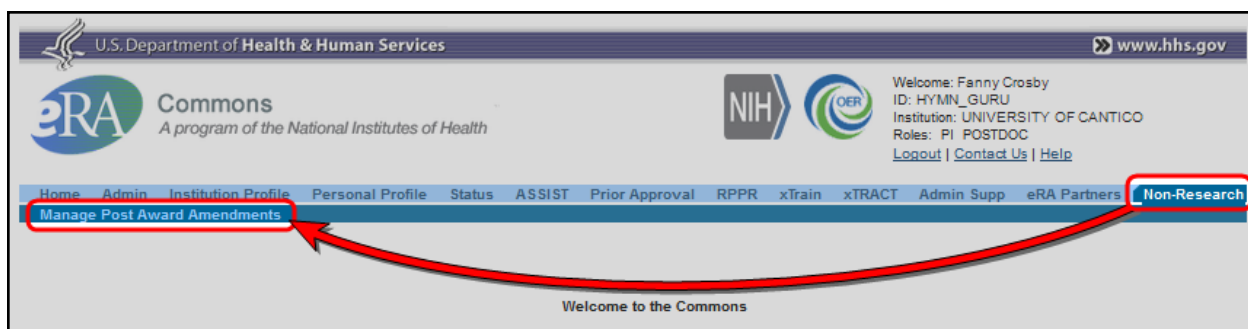 U.S. Department of Health & Human Services
www.hhs.gov
eRA
Commons
A program of the National Institutes of Health
NIH
OER
Welcome: Fanny Crosby
ID: HYMN_GURU
Institution: UNIVERSITY OF CANTICO
Roles: PI POSTDOC
Logout | Contact Us | Help
Home Admin Institution Profile Personal Profile Status ASSIST Prior Approval RPPR xTrain xTRACT Admin Supp eRA Partners Non-Research
Manage Post Award Amendments
Welcome to the Commons